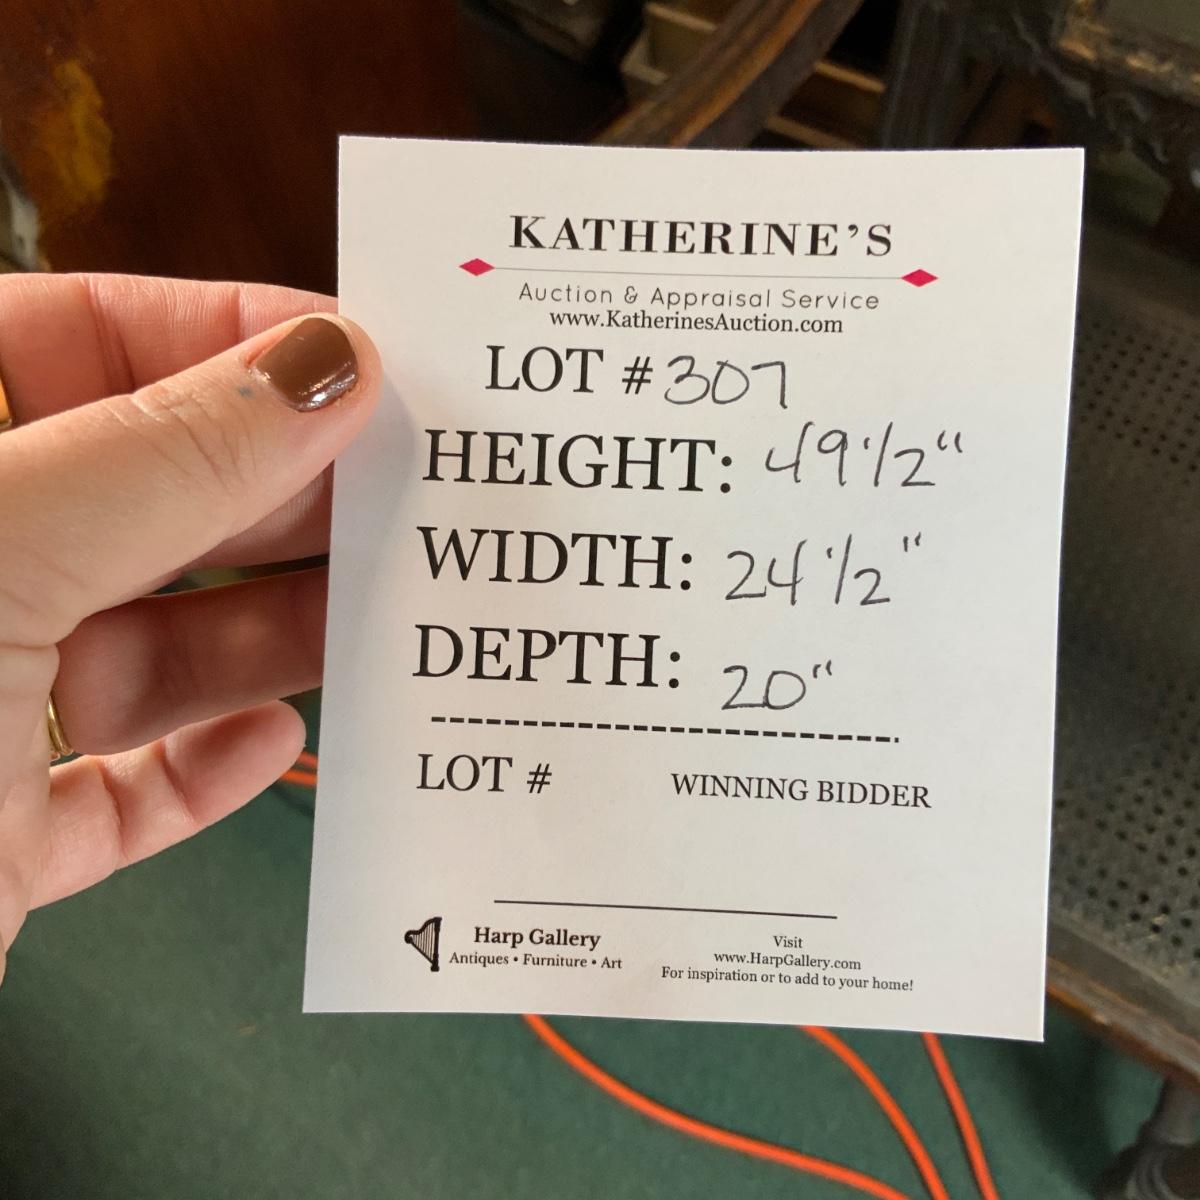 KATHERINE'S
Auction & Appraisal Service
www.KatherinesAuction.com
LOT # 307
HEIGHT: 49 1/2"
WIDTH: 24 1/2"
DEPTH: 20"
LOT # WINNING BIDDER
Harp Gallery
Antiques • Furniture • Art
Visit
www.HarpGallery.com
For inspiration or to add to your home!